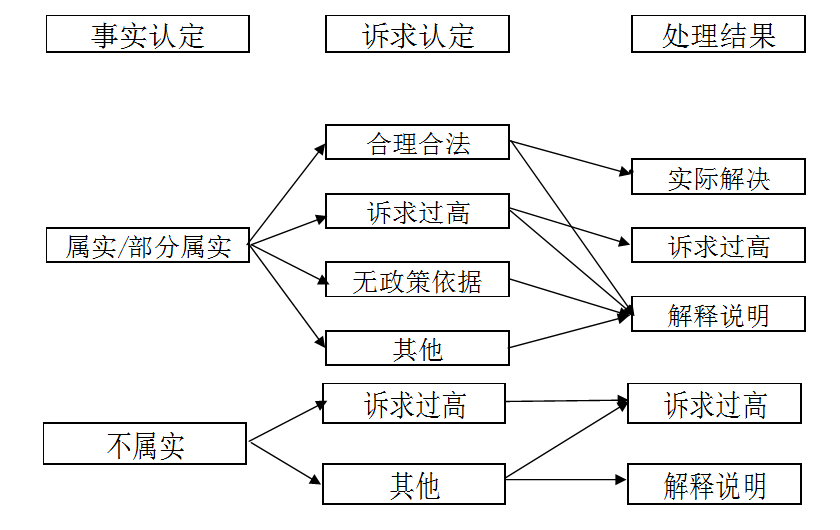 事实认定
诉求认定
处理结果
合理合法
实际解决
诉求过高
属实/部分属实
诉求过高
无政策依据
解释说明
其他
诉求过高
诉求过高
不属实
其他
解释说明